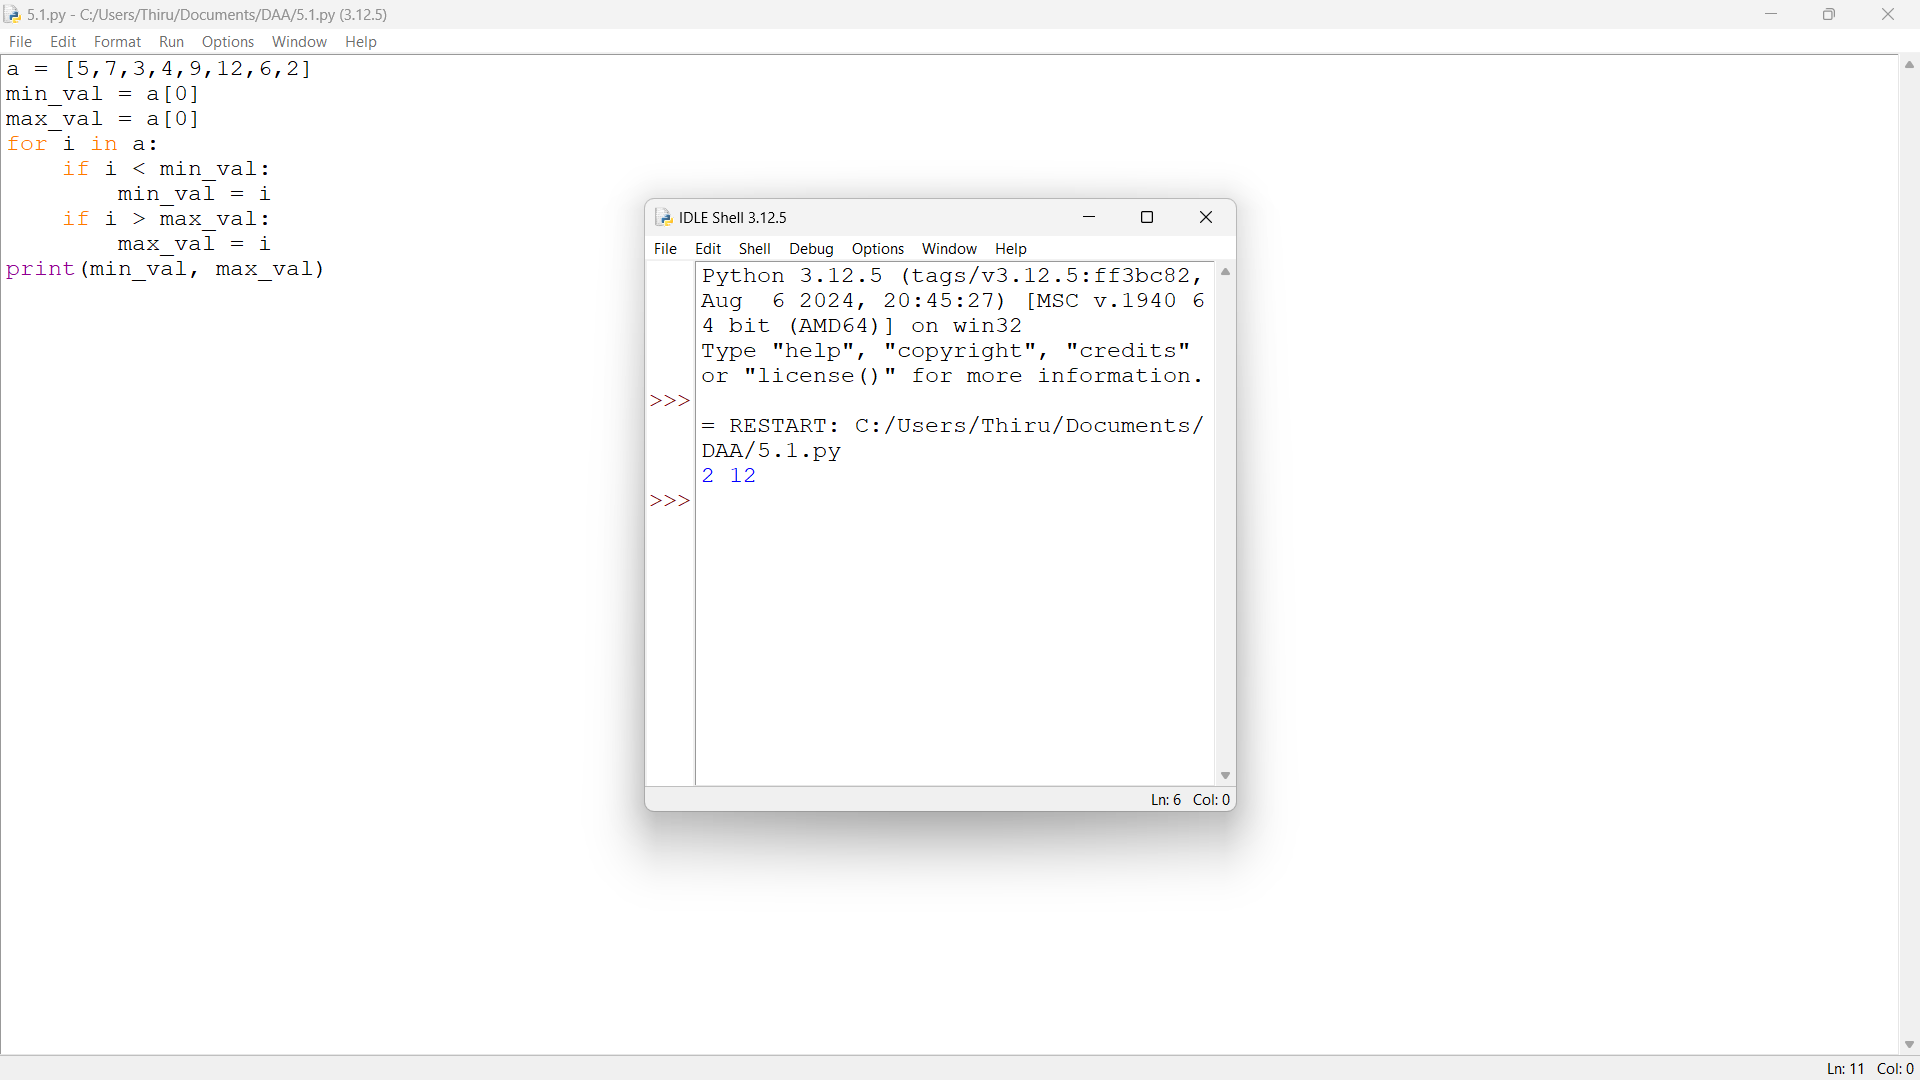 5.1.py - C:/Users/Thiru/Documents/DAA/5.1.py (3.12.5)
File Edit Format Run Options Window Help
a = [5,7,3,4,9,12,6,2]
min_val = a[0]
max_val = a[0]
for i in a:
    if i < min_val:
        min_val = i
    if i > max_val:
        max_val = i
print(min_val, max_val)
IDLE Shell 3.12.5
File Edit Shell Debug Options Window Help
Python 3.12.5 (tags/v3.12.5:ff3bc82,
Aug  6 2024, 20:45:27) [MSC v.1940 6
4 bit (AMD64)] on win32
Type "help", "copyright", "credits"
or "license()" for more information.
>>>
= RESTART: C:/Users/Thiru/Documents/
DAA/5.1.py
2 12
>>>
Ln: 6 Col: 0
Ln: 11 Col: 0